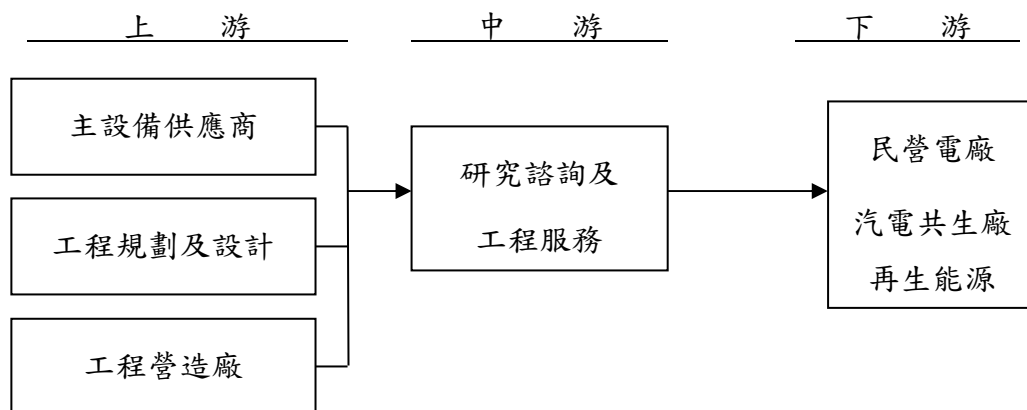 上 游
中 游
下 游
主設備供應商
工程規劃及設計
工程營造廠
研究諮詢及
工程服務
民營電廠
汽電共生廠
再生能源